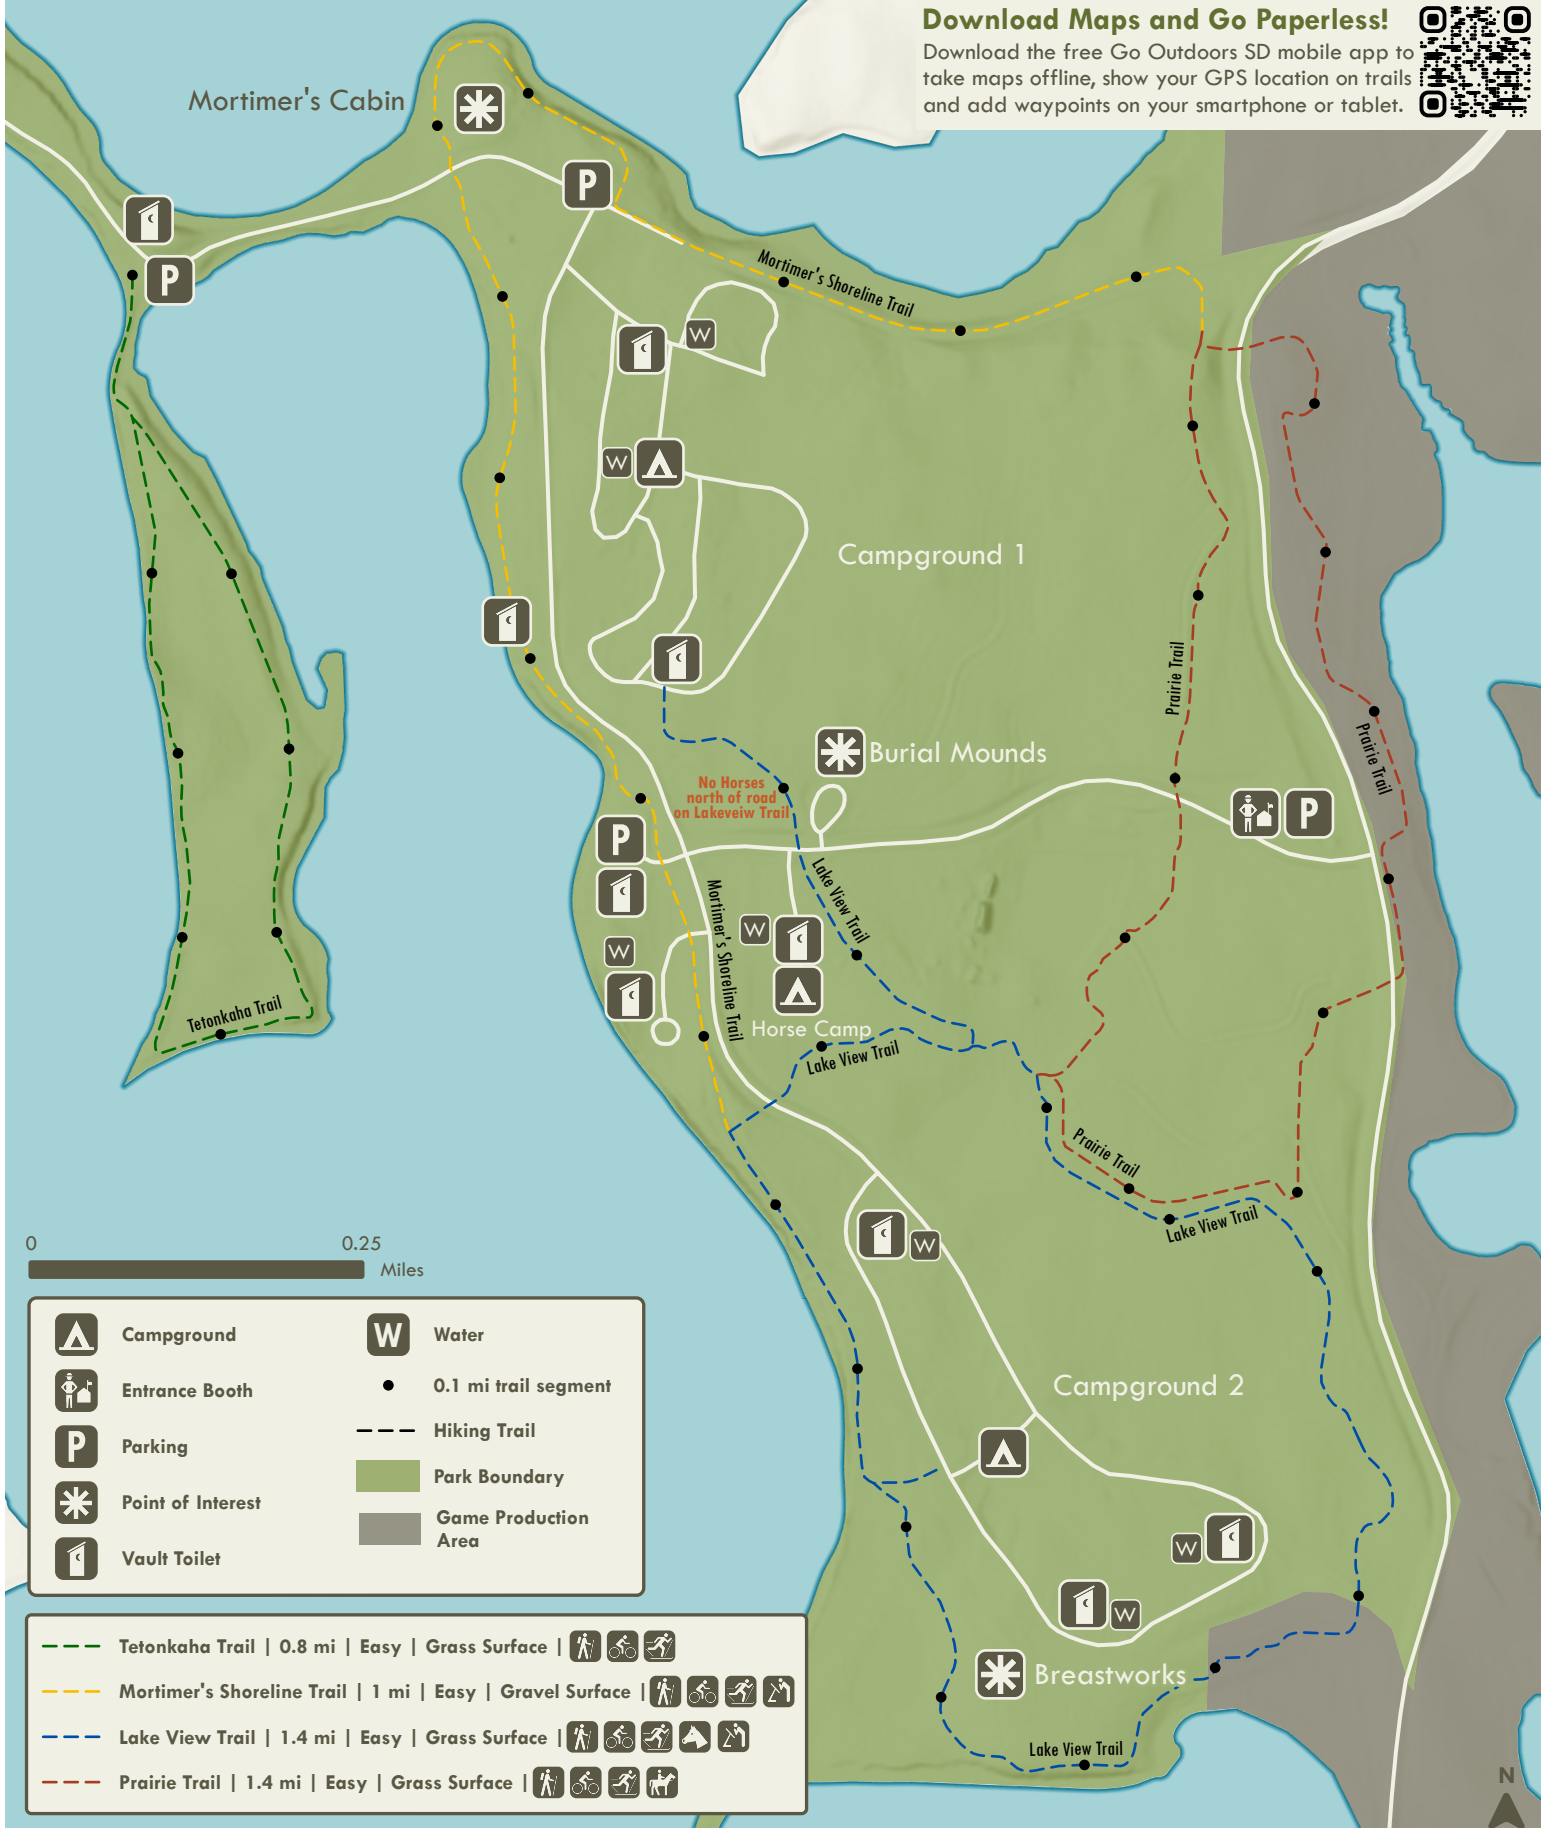 Download Maps and Go Paperless!
Download the free Go Outdoors SD mobile app to
take maps offline, show your GPS location on trails
and add waypoints on your smartphone or tablet.
Mortimer's Cabin
P
P
Mortimer's Shoreline Trail
W
W
Campground 1
Prairie Trail
Prairie Trail
Burial Mounds
No Horses
north of road
on Lakeveiw Trail
P
P
Lake View Trail
Mortimer's Shoreline Trail
W
W
Tetonkaha Trail
Horse Camp
Lake View Trail
Prairie Trail
Lake View Trail
W
0 0.25
Miles
Campground
Entrance Booth
P Parking
Point of Interest
Vault Toilet
W Water
0.1 mi trail segment
Hiking Trail
Park Boundary
Game Production
Area
Campground 2
W
W
Breastworks
Lake View Trail
Tetonkaha Trail | 0.8 mi | Easy | Grass Surface |
Mortimer's Shoreline Trail | 1 mi | Easy | Gravel Surface |
Lake View Trail | 1.4 mi | Easy | Grass Surface |
Prairie Trail | 1.4 mi | Easy | Grass Surface |
N